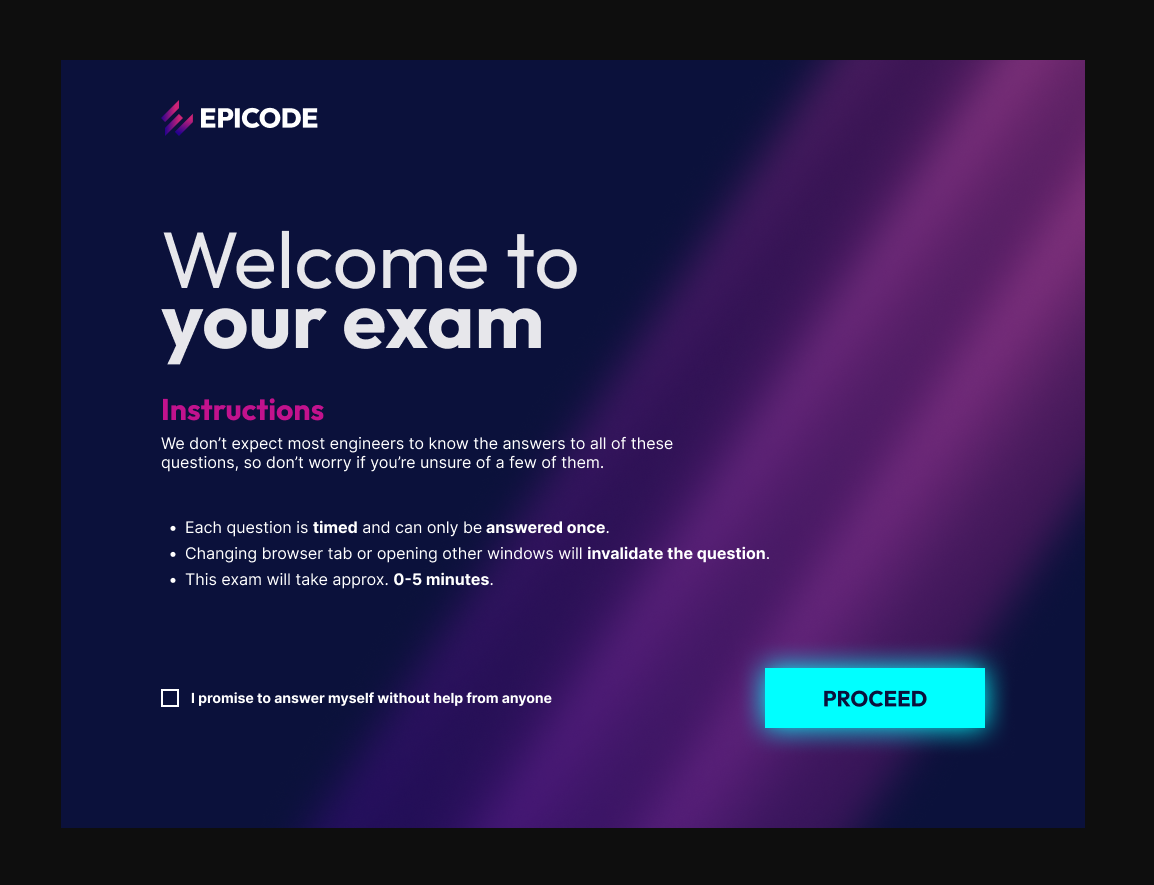 EPICODE
Welcome to
your exam
Instructions
We don’t expect most engineers to know the answers to all of these
questions, so don’t worry if you’re unsure of a few of them.
• Each question is timed and can only be answered once.
• Changing browser tab or opening other windows will invalidate the question.
• This exam will take approx. 0-5 minutes.
I promise to answer myself without help from anyone
PROCEED